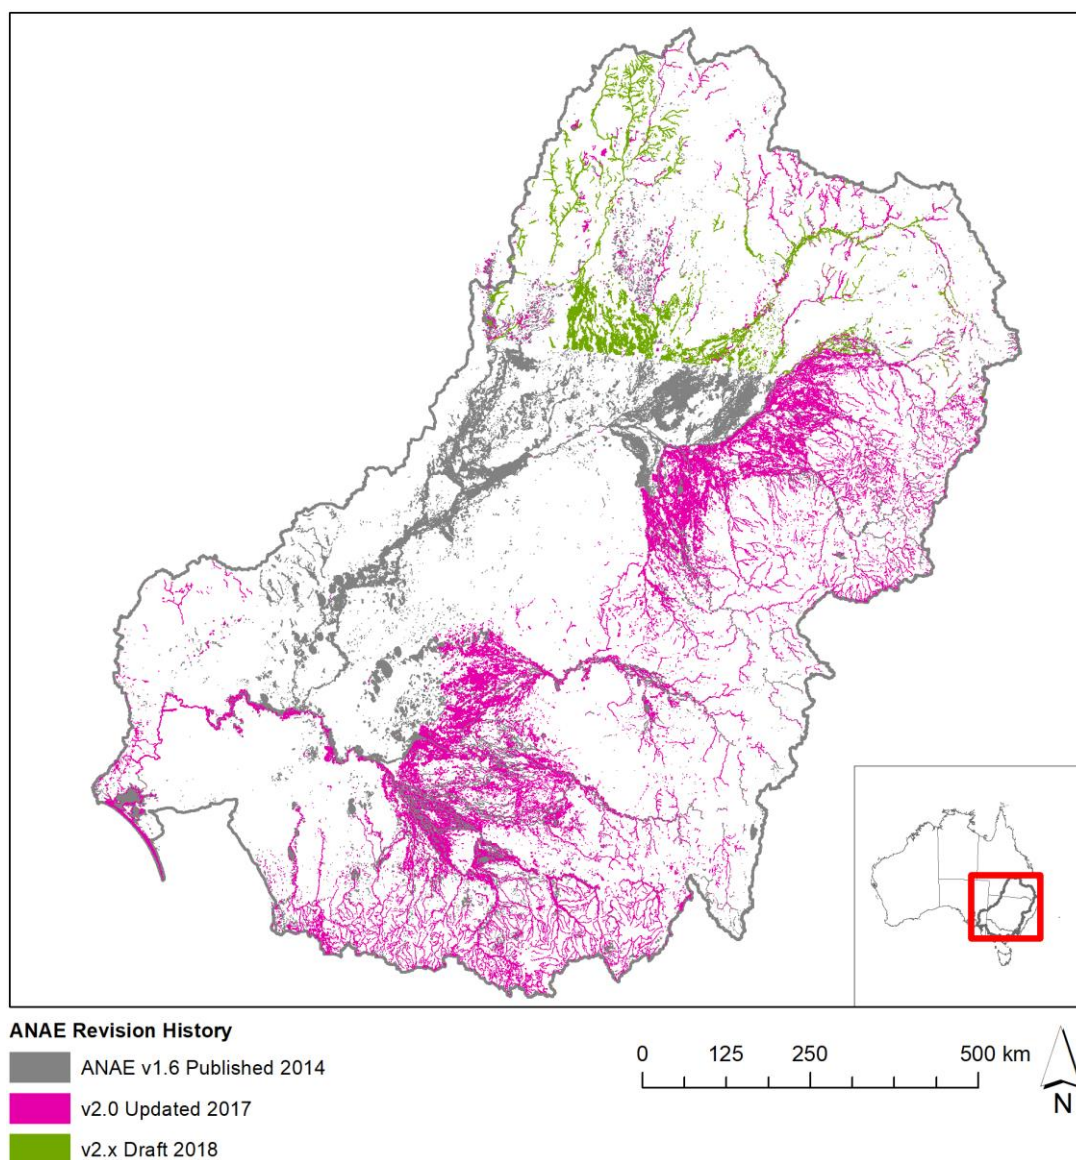 ANAE Revision History
ANAE v1.6 Published 2014
v2.0 Updated 2017
v2.x Draft 2018
0 125 250 500 km
N